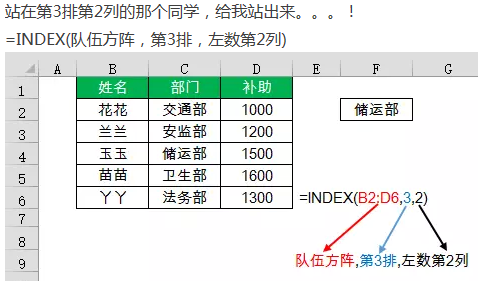 站在第3排第2列的那个同学，给我站出来。。。！
=INDEX(队伍方阵，第3排，左数第2列)
A B C D E F G
1 姓名 部门 补助
2 花花 交通部 1000 储运部
3 兰兰 安监部 1200
4 玉玉 储运部 1500
5 苗苗 卫生部 1600
6 丫丫 法务部 1300 =INDEX(B2:D6,3,2)
7
8
9 队伍方阵,第3排,左数第2列